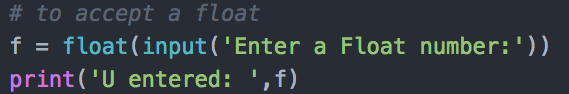 # to accept a float
f = float(input('Enter a Float number:'))
print('U entered: ',f)